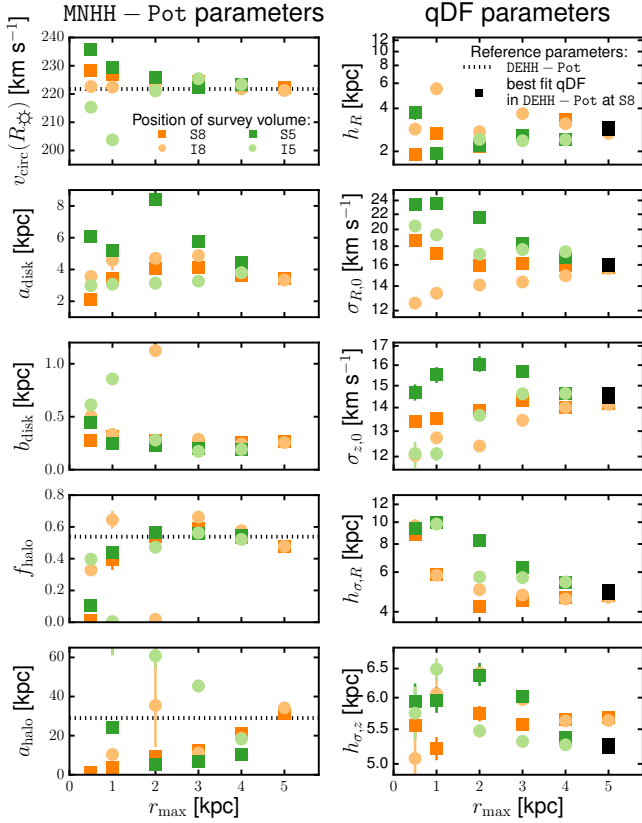 MNHH − Pot parameters
qDF parameters
240
230
220
210
200
v_circ(R_☼) [km s⁻¹]
Position of survey volume:
S8
S5
I8
I5
12
8
4
2
h_R [kpc]
Reference parameters:
DEHH − Pot
best fit qDF
in DEHH − Pot at S8
8
6
4
2
a_disk [kpc]
24
22
20
18
16
14
12
σ_R,0 [km s⁻¹]
1.0
0.5
0.0
b_disk [kpc]
17
16
15
14
13
12
σ_z,0 [km s⁻¹]
0.8
0.6
0.4
0.2
0.0
f_halo
12
10
8
6
4
h_σ,R
60
40
20
0
a_halo [kpc]
6.5
6.0
5.5
5.0
h_σ,z
0 1 2 3 4 5
0 1 2 3 4 5
r_max [kpc]
r_max [kpc]